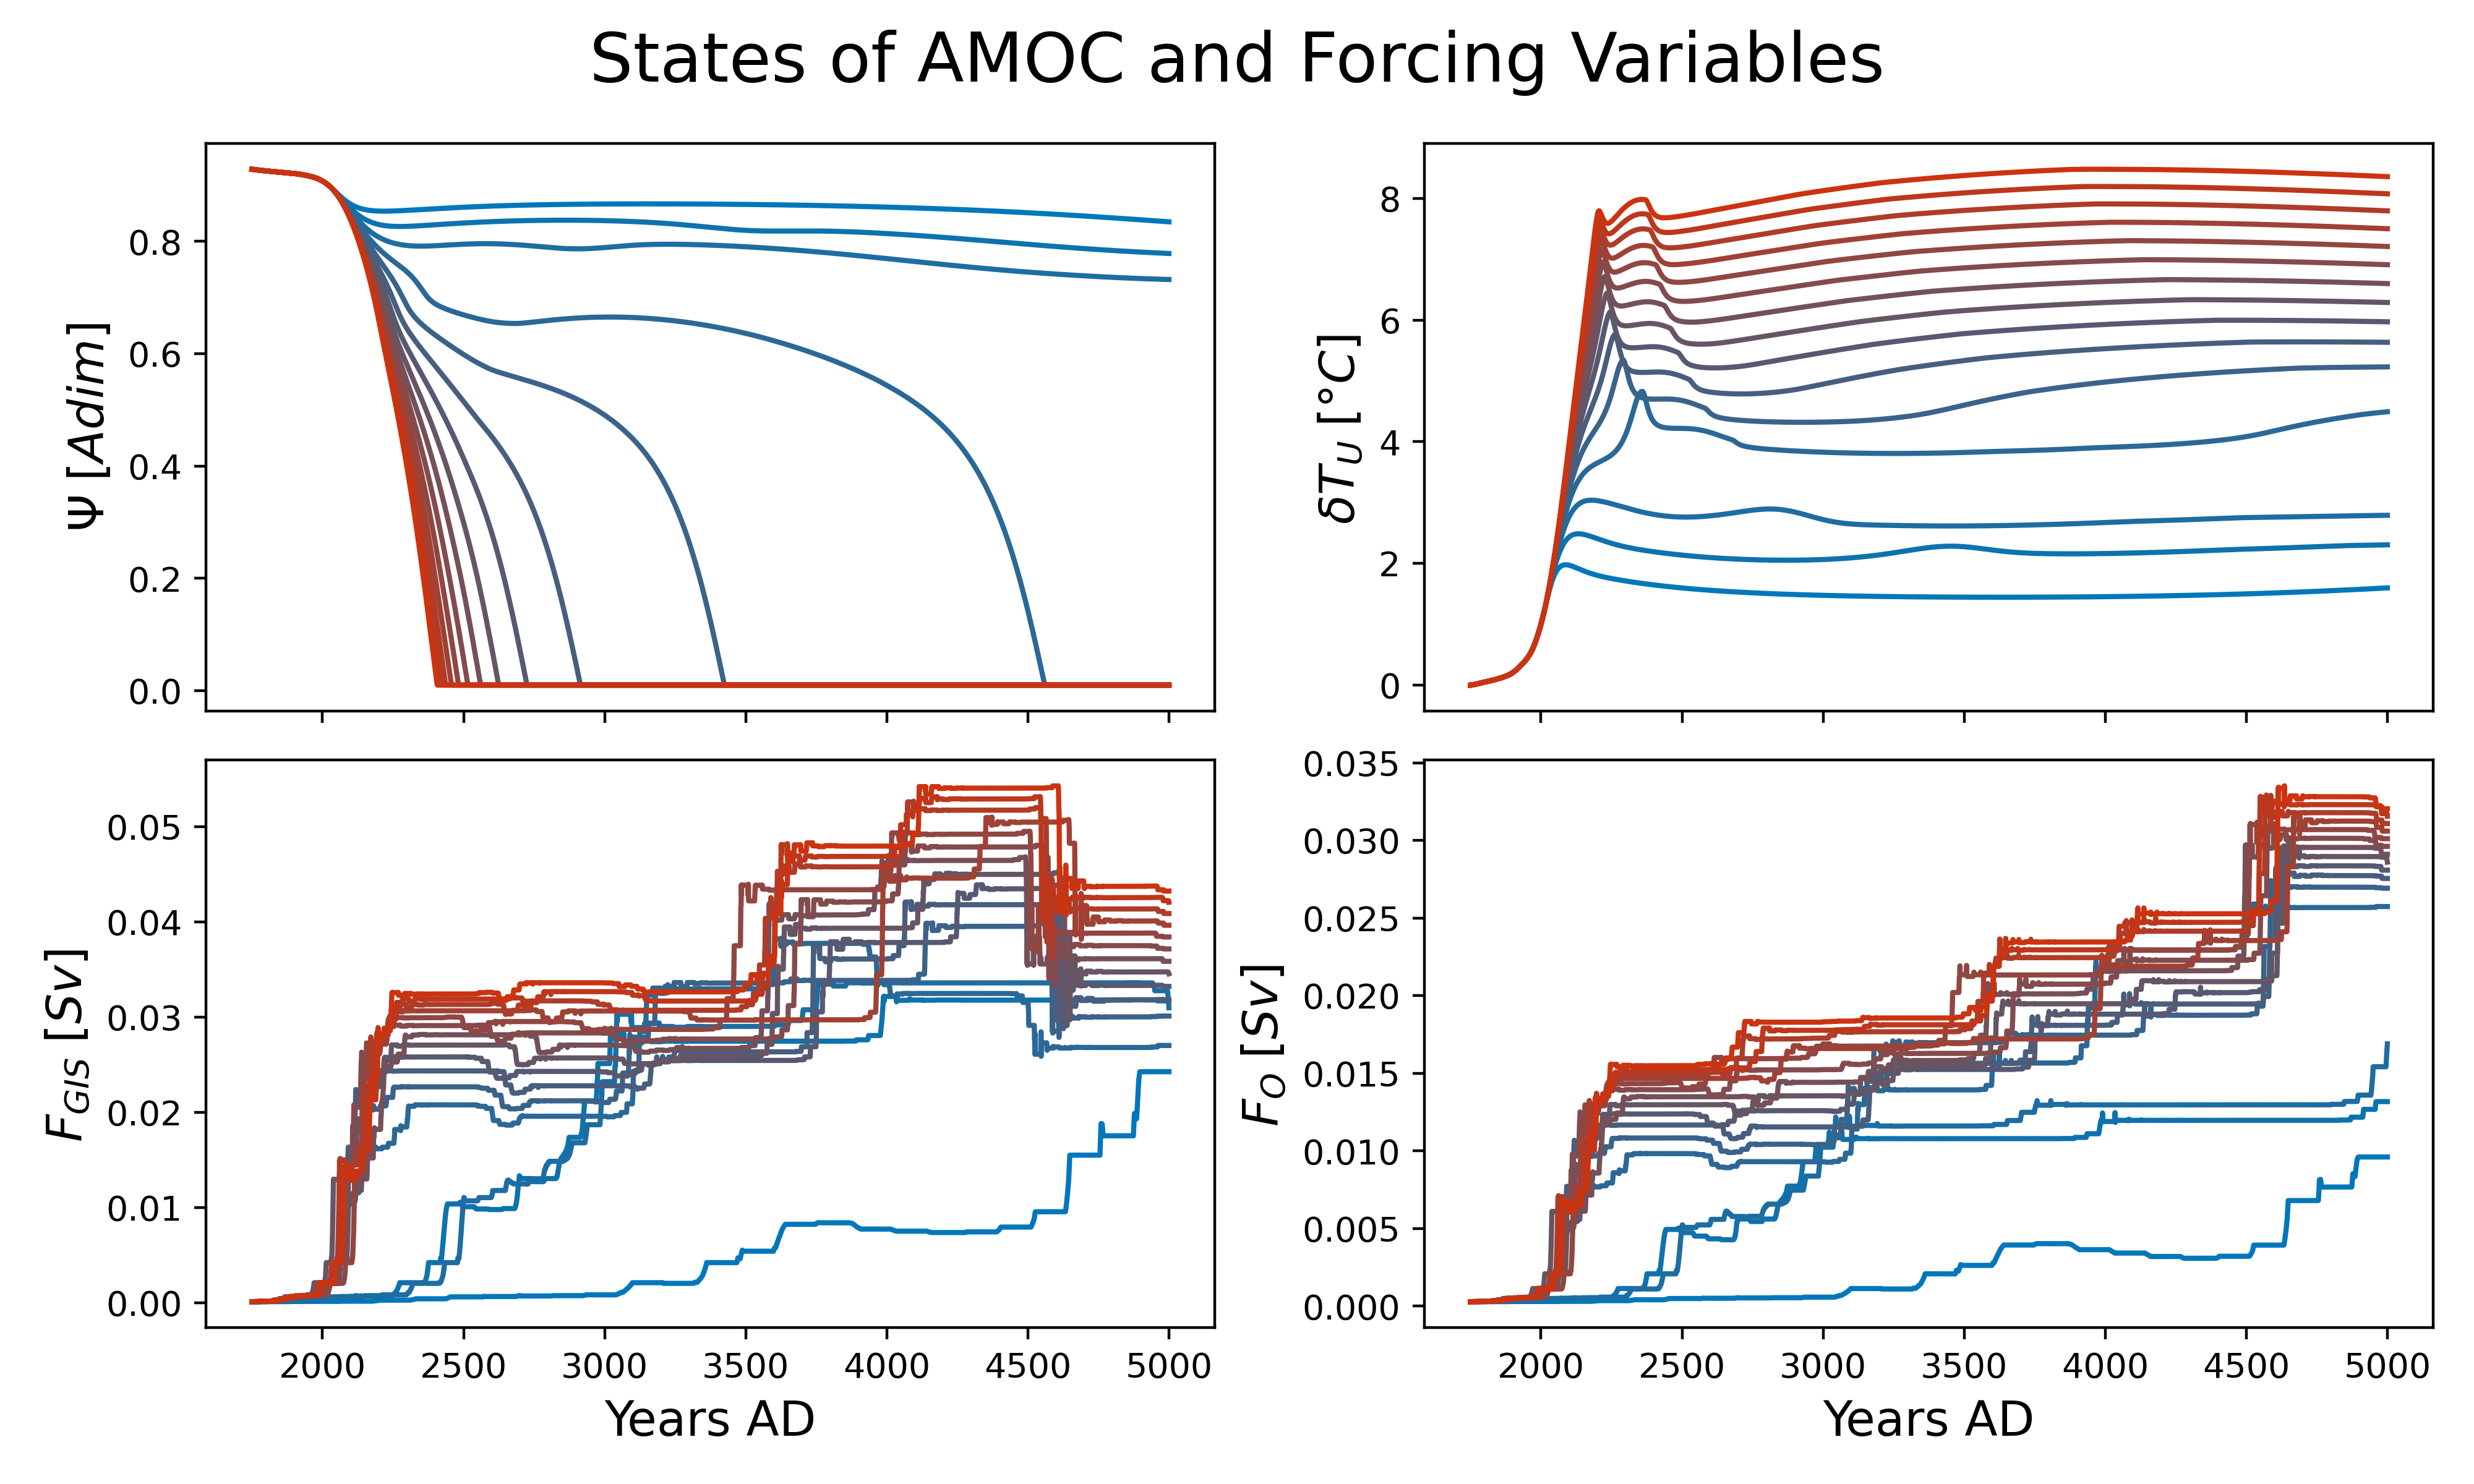 States of AMOC and Forcing Variables
Ψ [Adim]
0.8
0.6
0.4
0.2
0.0
δT_U [°C]
8
6
4
2
0
F_GIS [Sv]
0.05
0.04
0.03
0.02
0.01
0.00
2000 2500 3000 3500 4000 4500 5000
Years AD
F_O [Sv]
0.035
0.030
0.025
0.020
0.015
0.010
0.005
0.000
2000 2500 3000 3500 4000 4500 5000
Years AD